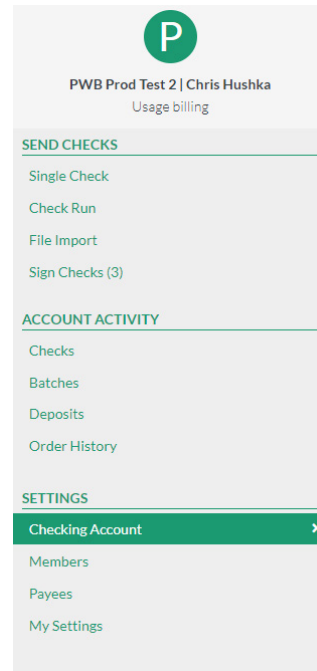 P
PWB Prod Test 2 | Chris Hushka
Usage billing
SEND CHECKS
Single Check
Check Run
File Import
Sign Checks (3)
ACCOUNT ACTIVITY
Checks
Batches
Deposits
Order History
SETTINGS
Checking Account
Members
Payees
My Settings